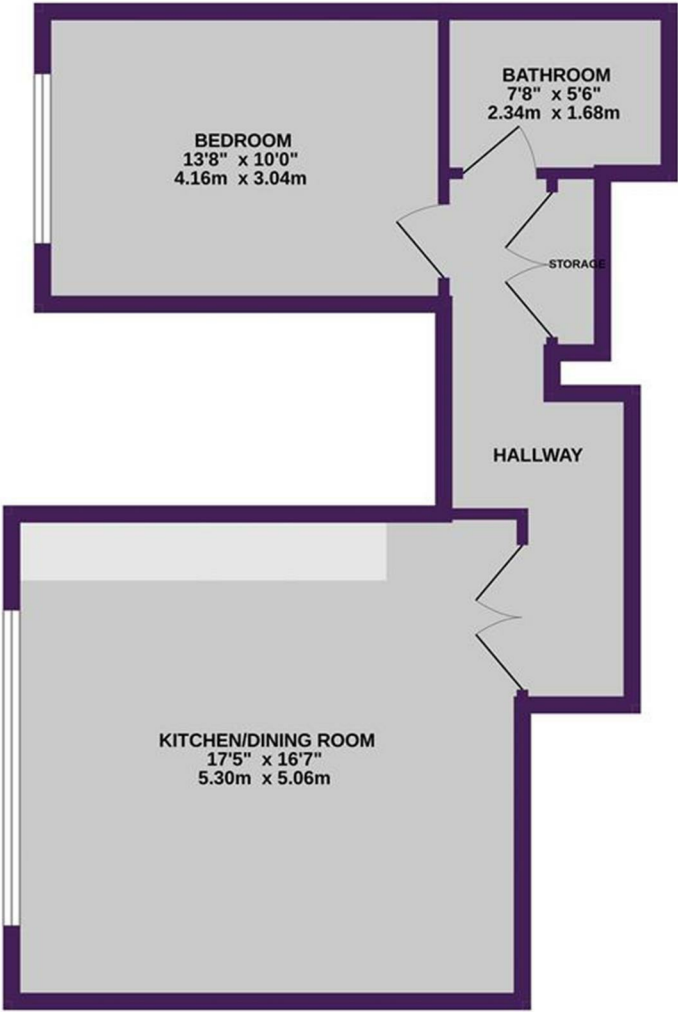 BATHROOM
7'8" x 5'6"
2.34m x 1.68m
BEDROOM
13'8" x 10'0"
4.16m x 3.04m
STORAGE
HALLWAY
KITCHEN/DINING ROOM
17'5" x 16'7"
5.30m x 5.06m